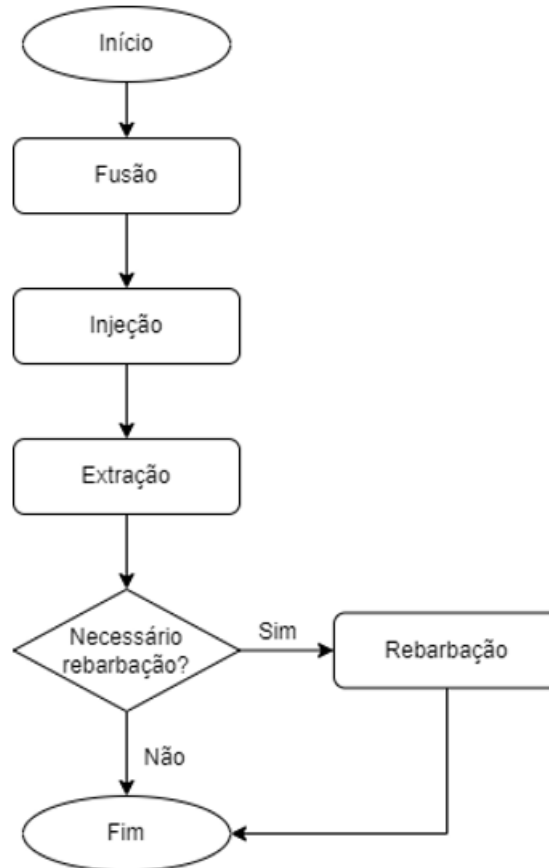 Início
Fusão
Injeção
Extração
Necessário
rebarbação?
Sim
Rebarbação
Não
Fim